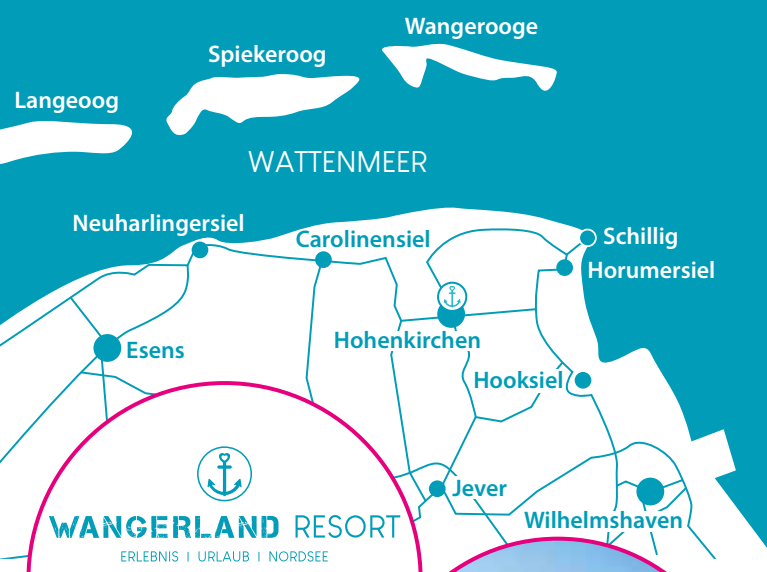 Wangerooge
Spiekeroog
Langeoog
WATTENMEER
Neuharlingersiel
Carolinensiel
Schillig
Horumersiel
Hohenkirchen
Esens
Hooksiel
Jever
Wilhelmshaven
WANGERLAND RESORT
ERLEBNIS I URLAUB I NORDSEE